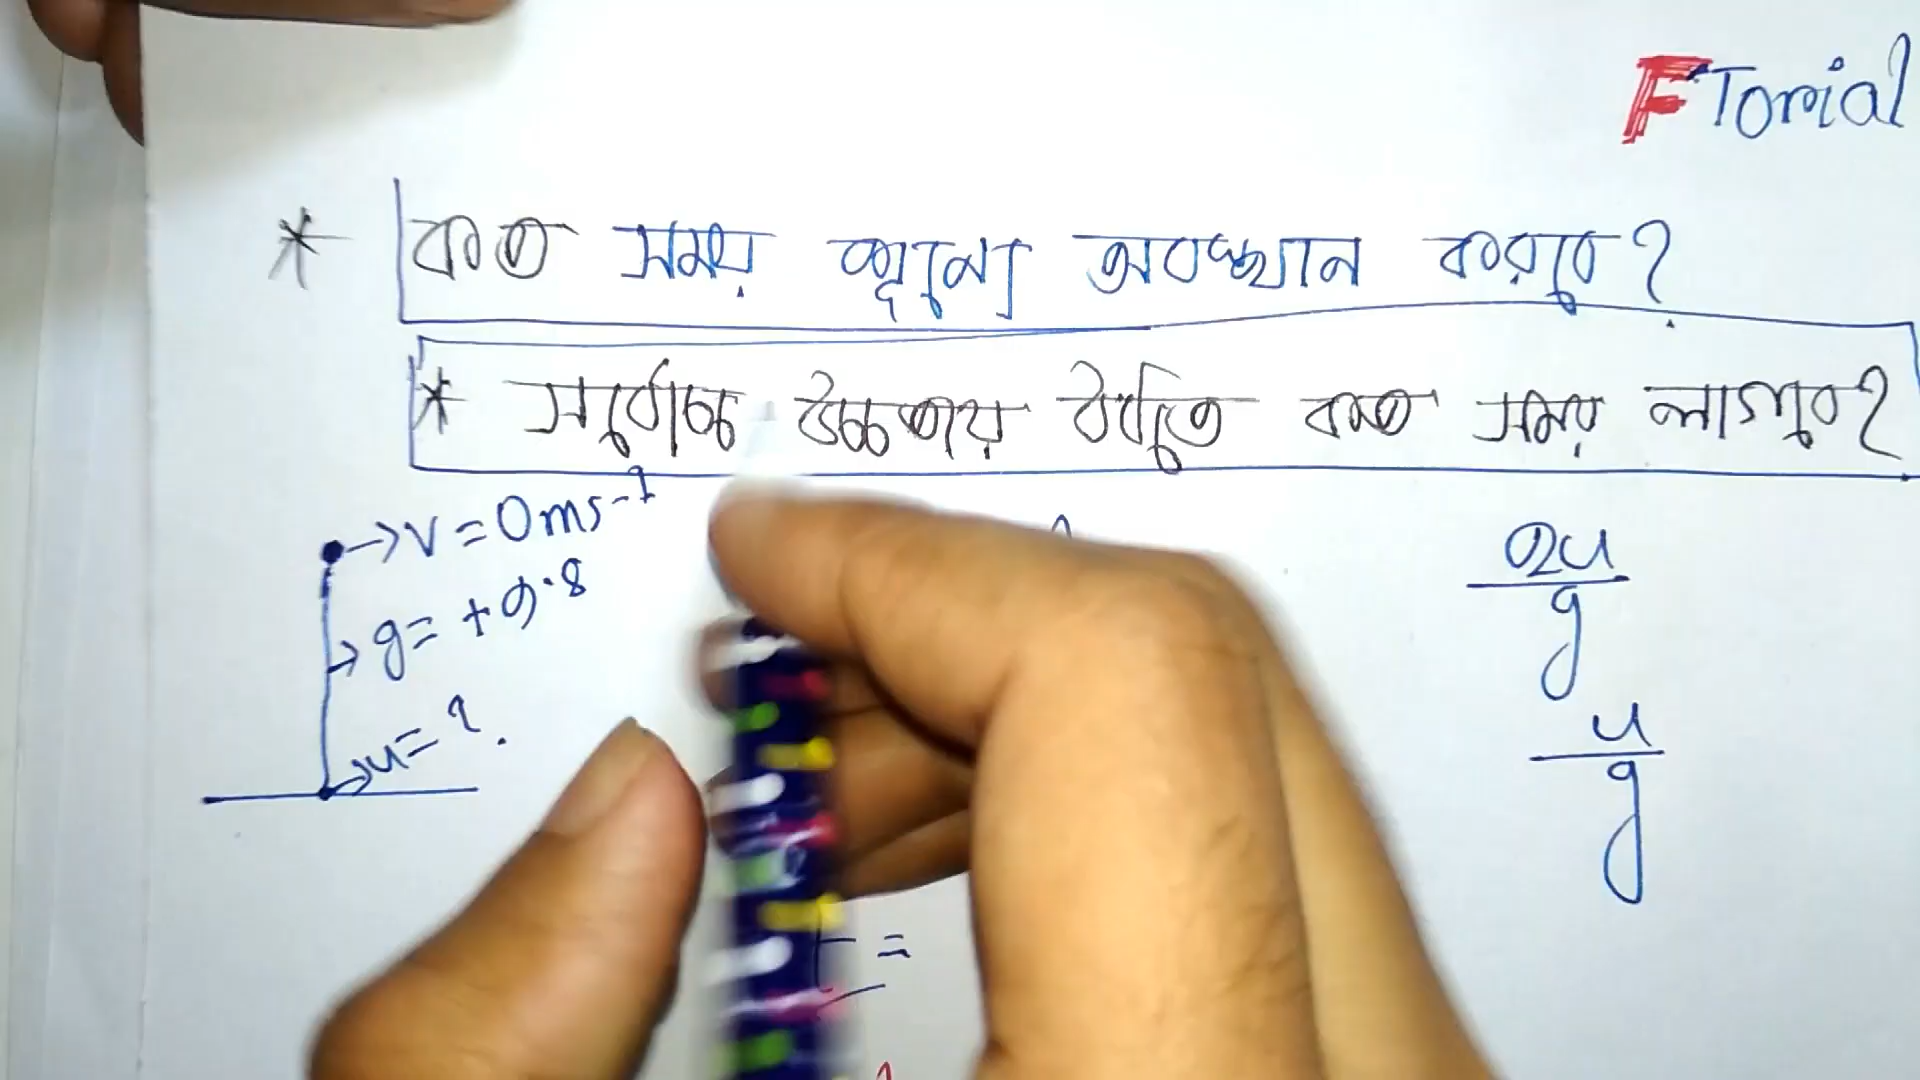 FTorial
* কত সময় শূন্যে অবস্থান করবে?
* সর্বোচ্চ উচ্চতায় উঠতে কত সময় লাগবে?
→ v = 0 ms⁻¹
→ g = + 9.8
→ u = ?
2u
g
u
g
t =